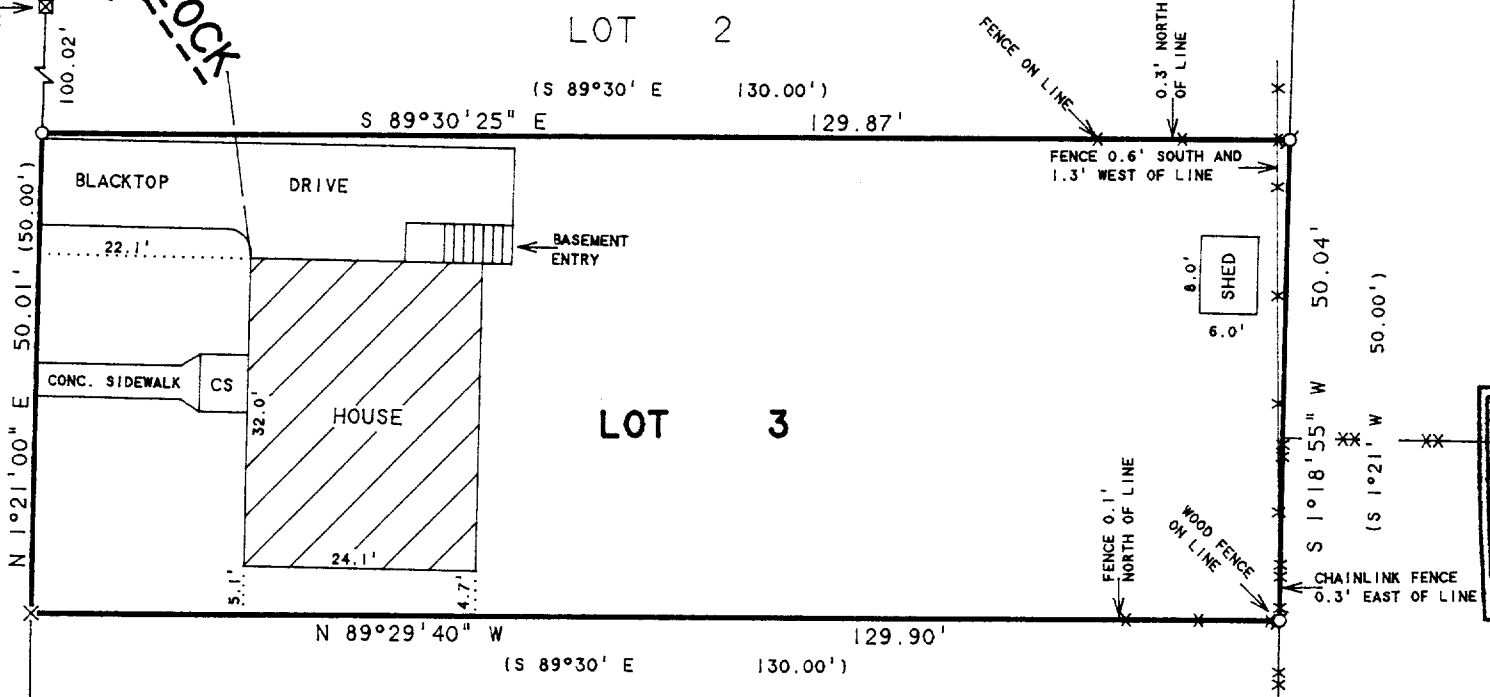 OCK
100.02'
LOT 2
(S 89°30' E 130.00')
S 89°30'25" E 129.87'
FENCE ON LINE
0.3' NORTH
OF LINE
FENCE 0.6' SOUTH AND
1.3' WEST OF LINE
BLACKTOP DRIVE
22.1'
BASEMENT
ENTRY
N 1°21'00" E 50.01' (50.00')
CONC. SIDEWALK
CS
32.0'
HOUSE
24.1'
5.1'
4.7'
LOT 3
8.0'
SHED
6.0'
S 1°18'55" W 50.04'
(S 1°21' W 50.00')
FENCE 0.1'
NORTH OF LINE
WOOD FENCE
ON LINE
CHAINLINK FENCE
0.3' EAST OF LINE
N 89°29'40" W 129.90'
(S 89°30' E 130.00')